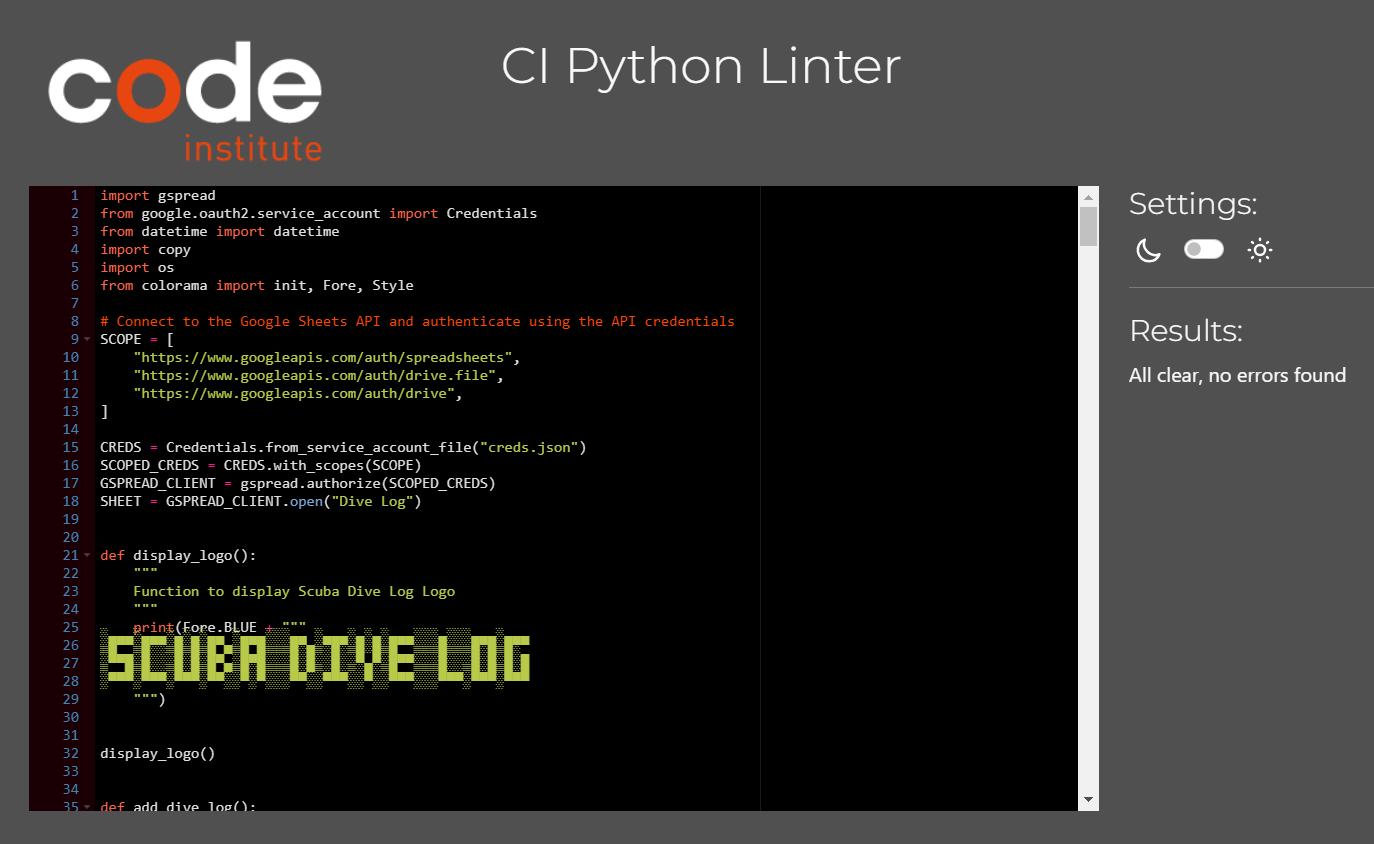 code
institute
CI Python Linter
1 import gspread
2 from google.oauth2.service_account import Credentials
3 from datetime import datetime
4 import copy
5 import os
6 from colorama import init, Fore, Style
7
8 # Connect to the Google Sheets API and authenticate using the API credentials
9 SCOPE = [
10     "https://www.googleapis.com/auth/spreadsheets",
11     "https://www.googleapis.com/auth/drive.file",
12     "https://www.googleapis.com/auth/drive",
13 ]
14
15 CREDS = Credentials.from_service_account_file("creds.json")
16 SCOPED_CREDS = CREDS.with_scopes(SCOPE)
17 GSPREAD_CLIENT = gspread.authorize(SCOPED_CREDS)
18 SHEET = GSPREAD_CLIENT.open("Dive Log")
19
20
21 def display_logo():
22     """
23     Function to display Scuba Dive Log Logo
24     """
25     print(Fore.BLUE + """
26
27 SCUBA DIVE LOG
28
29     """)
30
31
32 display_logo()
33
34
35 def add_dive_log():
Settings:
Results:
All clear, no errors found